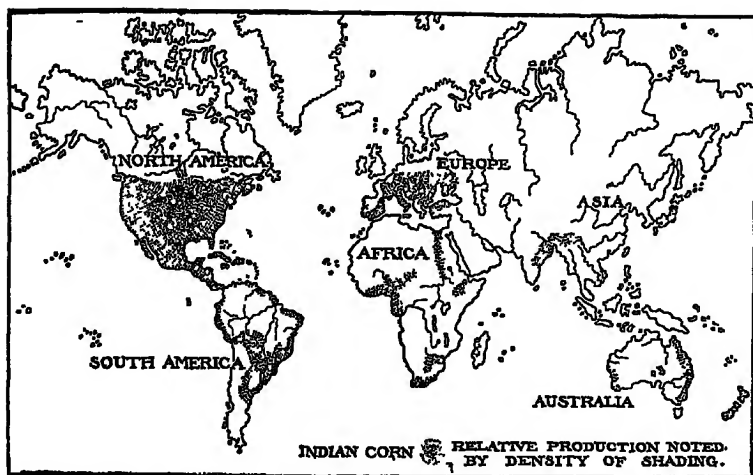 NORTH AMERICA
EUROPE
ASIA
AFRICA
SOUTH AMERICA
AUSTRALIA
INDIAN CORN RELATIVE PRODUCTION NOTED
BY DENSITY OF SHADING.